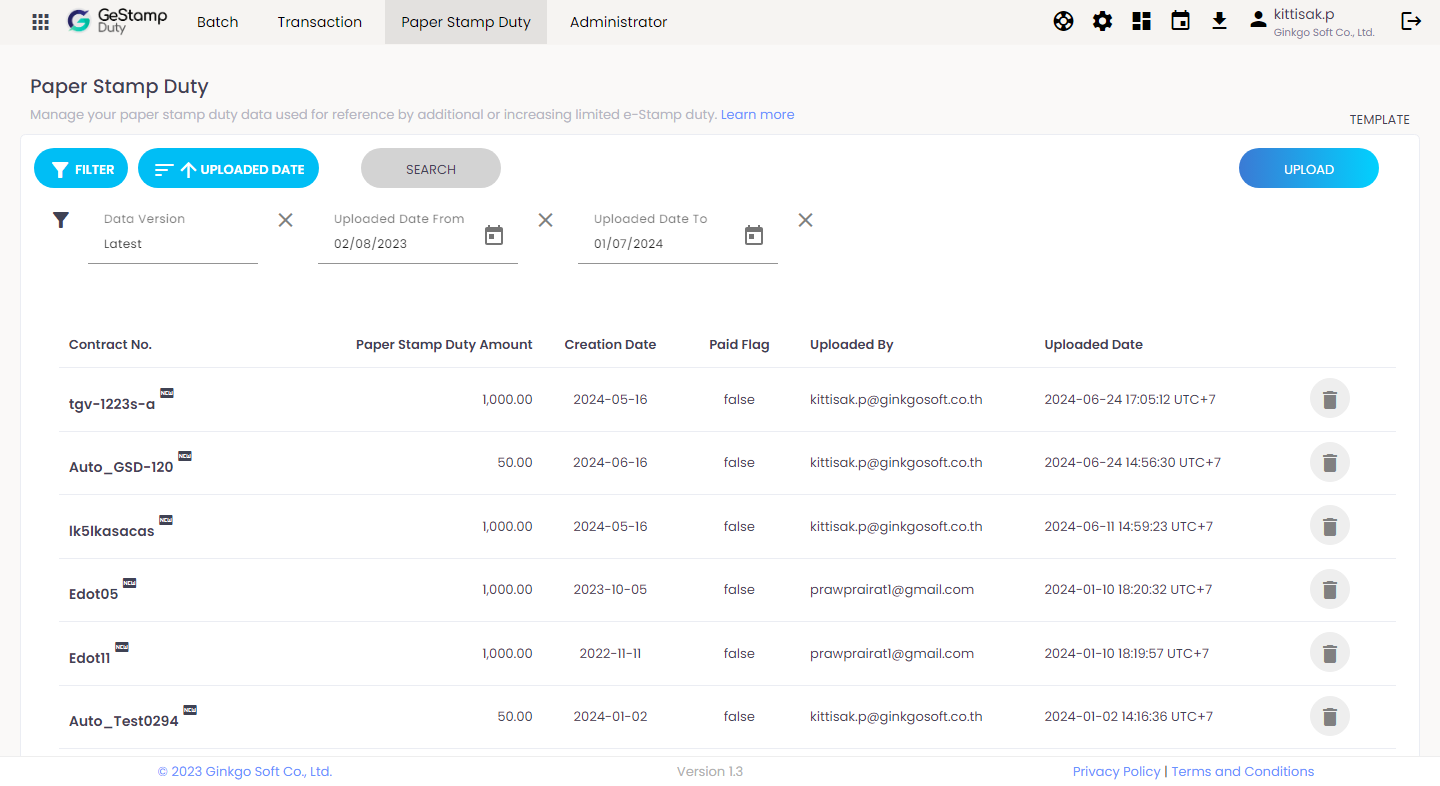 GeStamp Duty Batch Transaction Paper Stamp Duty Administrator kittisak.p
Ginkgo Soft Co., Ltd.
Paper Stamp Duty
Manage your paper stamp duty data used for reference by additional or increasing limited e-Stamp duty. Learn more
TEMPLATE
FILTER UPLOADED DATE SEARCH UPLOAD
Data Version Uploaded Date From Uploaded Date To
Latest 02/08/2023 01/07/2024
Contract No. Paper Stamp Duty Amount Creation Date Paid Flag Uploaded By Uploaded Date
tgv-1223s-a NEW 1,000.00 2024-05-16 false kittisak.p@ginkgosoft.co.th 2024-06-24 17:05:12 UTC+7
Auto_GSD-120 NEW 50.00 2024-06-16 false kittisak.p@ginkgosoft.co.th 2024-06-24 14:56:30 UTC+7
lk5lkasacas NEW 1,000.00 2024-05-16 false kittisak.p@ginkgosoft.co.th 2024-06-11 14:59:23 UTC+7
Edot05 NEW 1,000.00 2023-10-05 false prawprairat1@gmail.com 2024-01-10 18:20:32 UTC+7
Edot11 NEW 1,000.00 2022-11-11 false prawprairat1@gmail.com 2024-01-10 18:19:57 UTC+7
Auto_Test0294 NEW 50.00 2024-01-02 false kittisak.p@ginkgosoft.co.th 2024-01-02 14:16:36 UTC+7
© 2023 Ginkgo Soft Co., Ltd. Version 1.3 Privacy Policy | Terms and Conditions